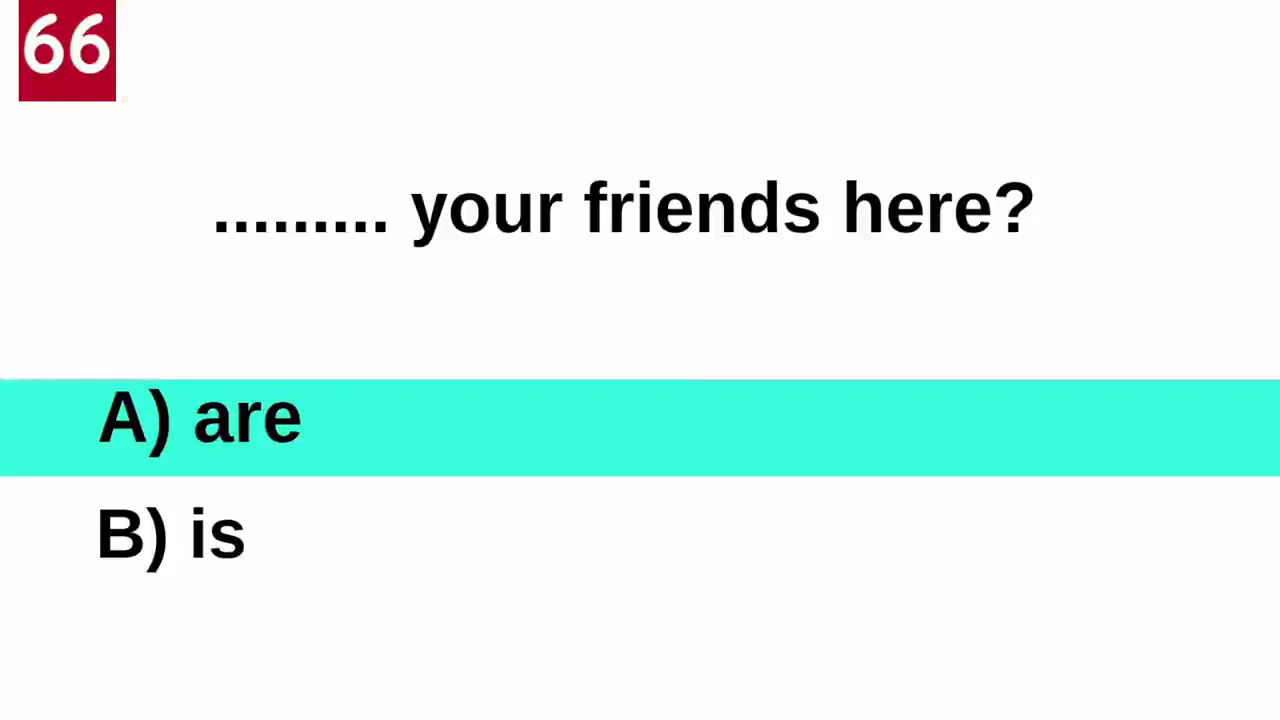 66
......... your friends here?
A) are
B) is